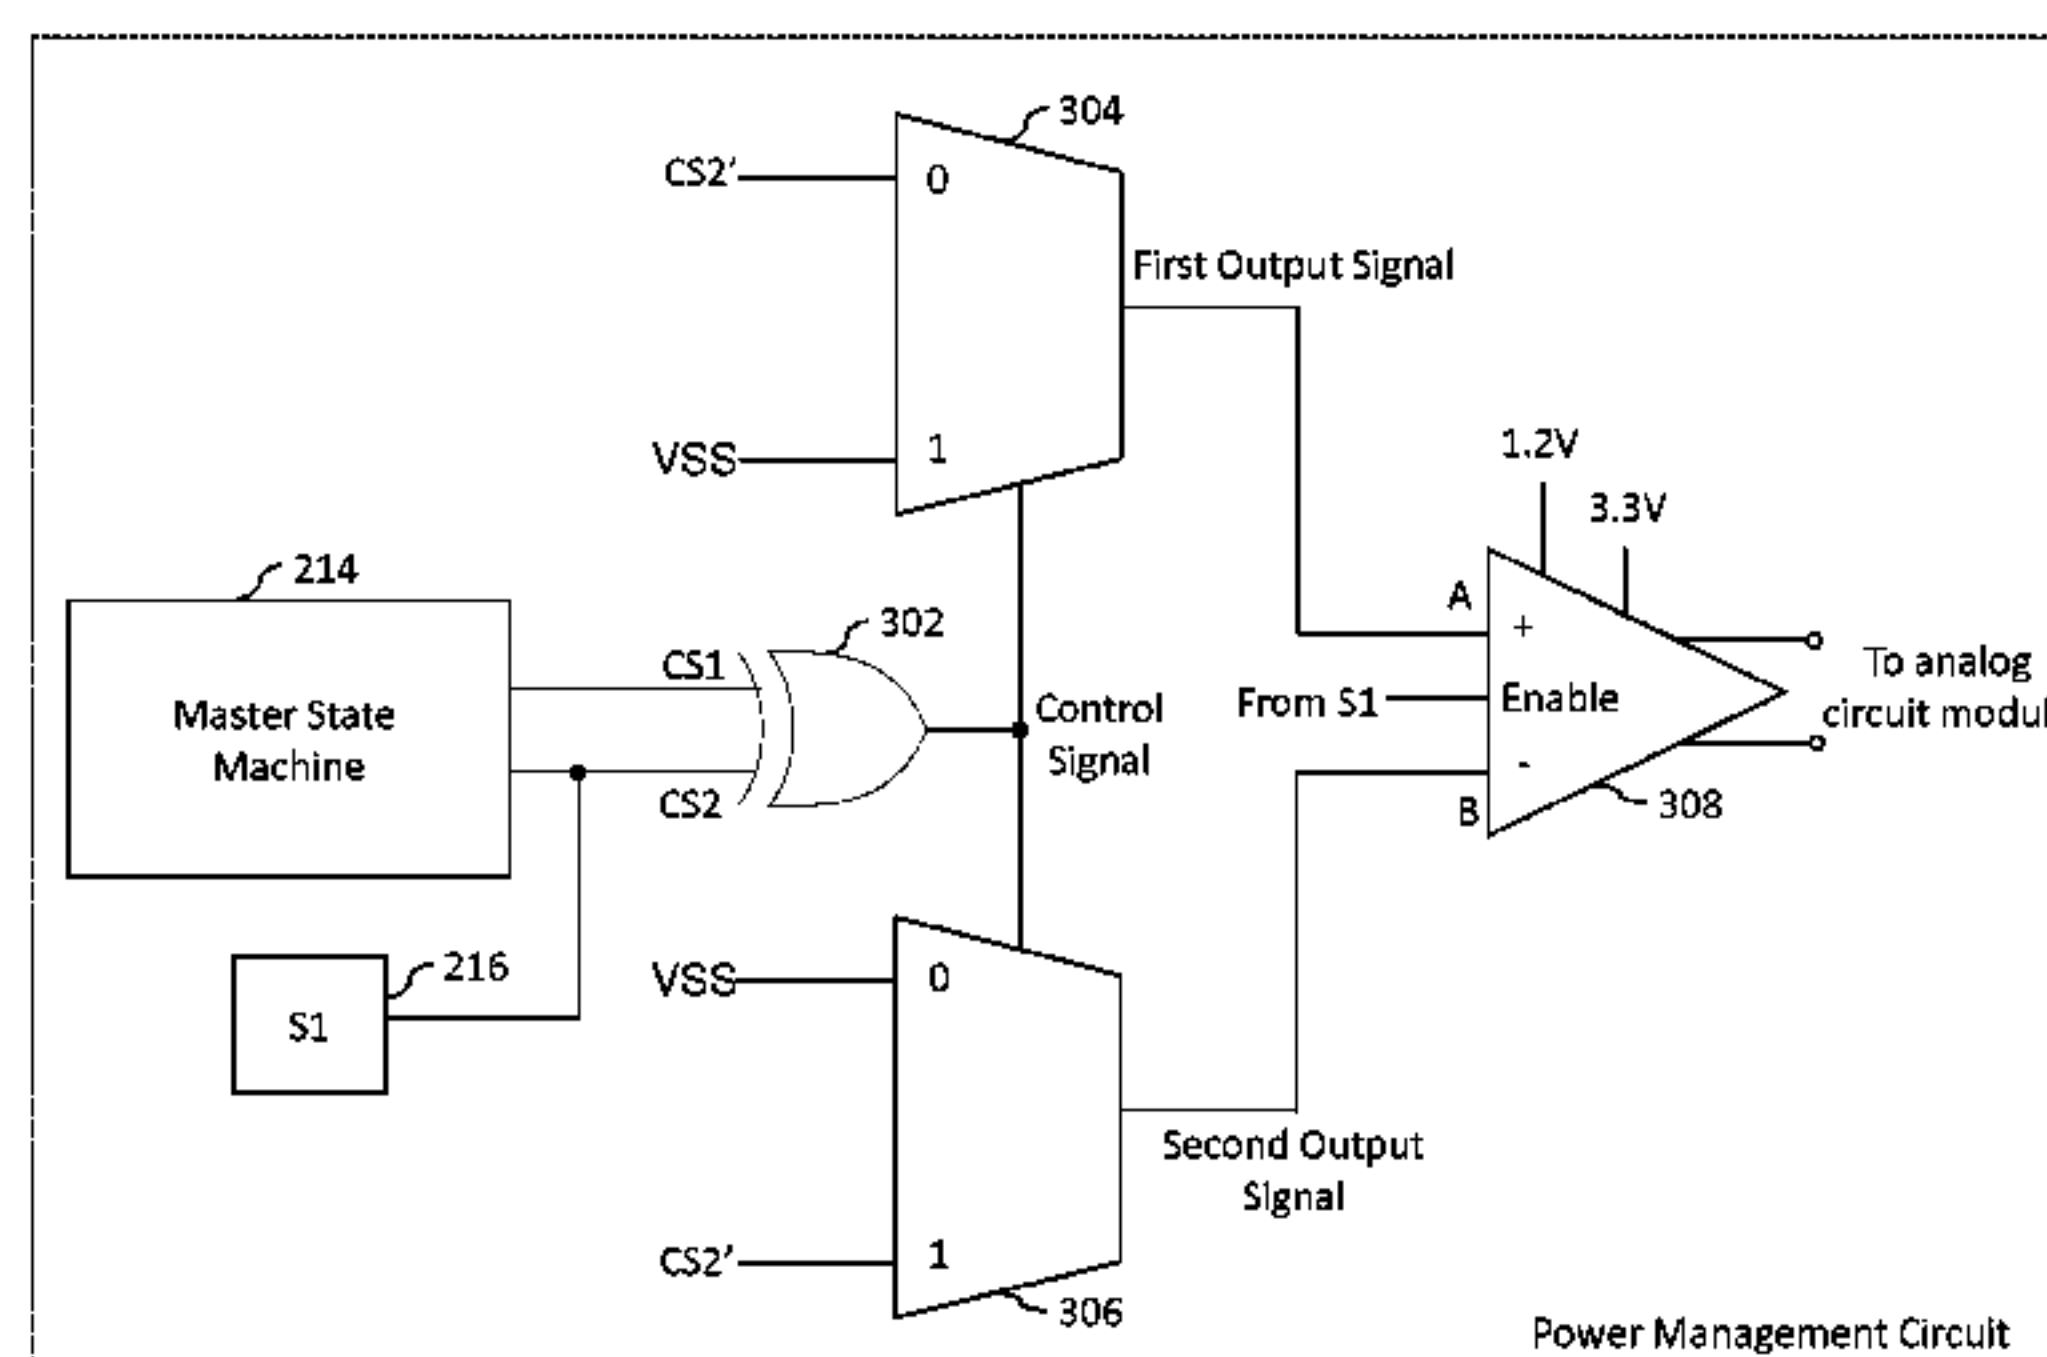 304
CS2'
0
First Output Signal
VSS
1
1.2V
3.3V
214
302
A
+
CS1
Master State
Machine
Control
Signal
From S1
Enable
To analog
circuit modul
CS2
-
B
308
216
S1
VSS
0
Second Output
Signal
CS2'
1
306
Power Management Circuit